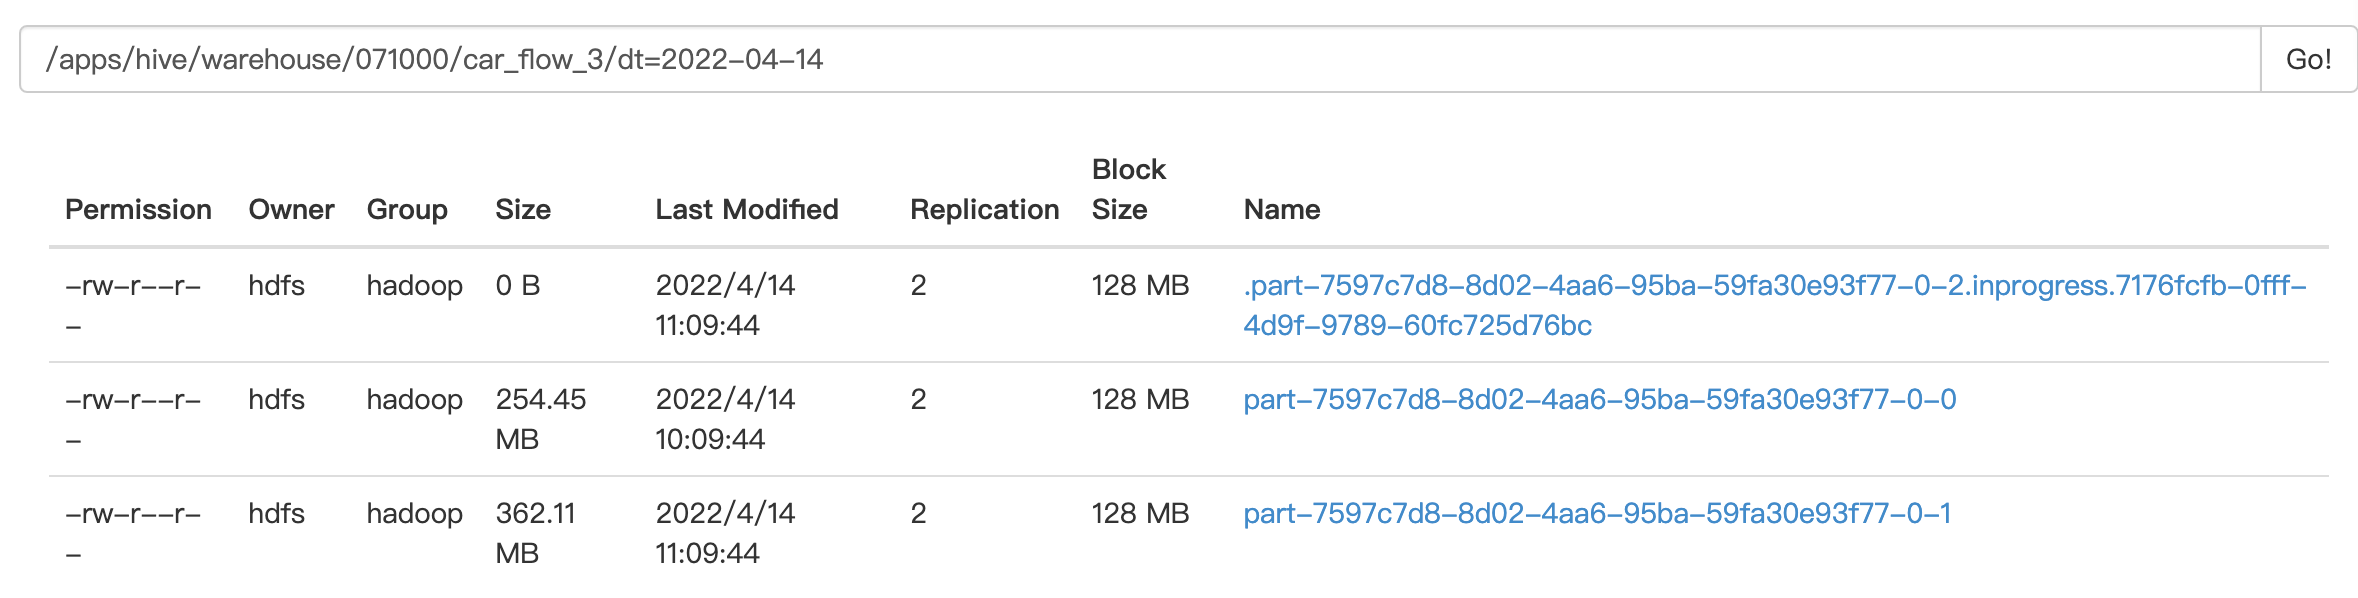 /apps/hive/warehouse/071000/car_flow_3/dt=2022-04-14 Go!
Block
Permission Owner Group Size Last Modified Replication Size Name
-rw-r--r- hdfs hadoop 0 B 2022/4/14 2 128 MB .part-7597c7d8-8d02-4aa6-95ba-59fa30e93f77-0-2.inprogress.7176fcfb-0fff-
- 11:09:44 4d9f-9789-60fc725d76bc
-rw-r--r- hdfs hadoop 254.45 2022/4/14 2 128 MB part-7597c7d8-8d02-4aa6-95ba-59fa30e93f77-0-0
- MB 10:09:44
-rw-r--r- hdfs hadoop 362.11 2022/4/14 2 128 MB part-7597c7d8-8d02-4aa6-95ba-59fa30e93f77-0-1
- MB 11:09:44